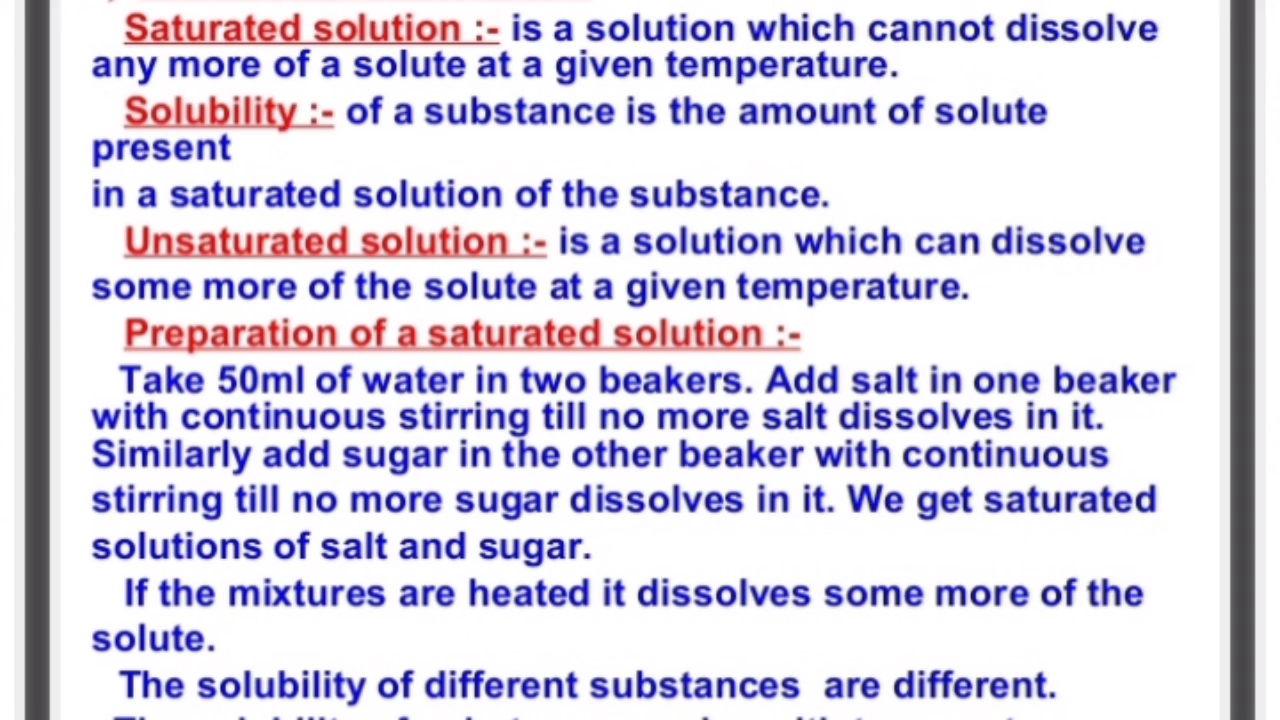 Saturated solution :- is a solution which cannot dissolve
any more of a solute at a given temperature.
Solubility :- of a substance is the amount of solute
present
in a saturated solution of the substance.
Unsaturated solution :- is a solution which can dissolve
some more of the solute at a given temperature.
Preparation of a saturated solution :-
Take 50ml of water in two beakers. Add salt in one beaker
with continuous stirring till no more salt dissolves in it.
Similarly add sugar in the other beaker with continuous
stirring till no more sugar dissolves in it. We get saturated
solutions of salt and sugar.
If the mixtures are heated it dissolves some more of the
solute.
The solubility of different substances are different.